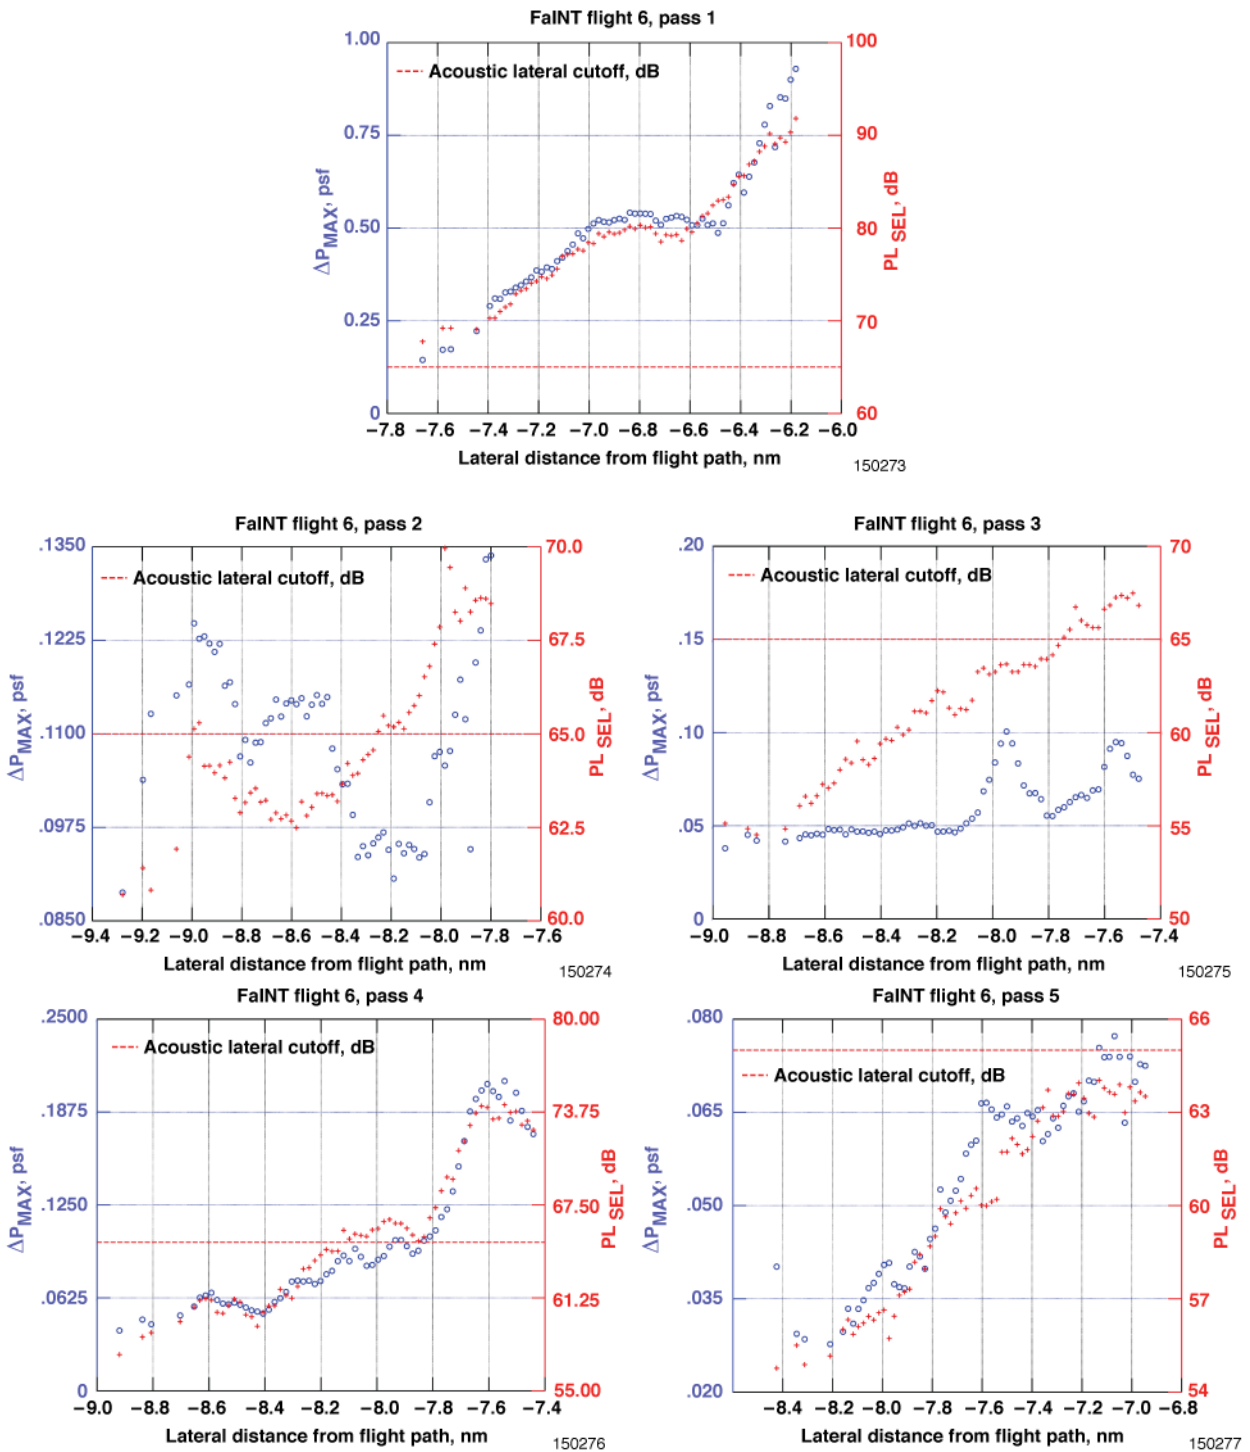 FaINT flight 6, pass 1
1.00
0.75
0.50
0.25
0
ΔP MAX, psf
Acoustic lateral cutoff, dB
100
90
80
70
60
PL SEL, dB
−7.8 −7.6 −7.4 −7.2 −7.0 −6.8 −6.6 −6.4 −6.2 −6.0
Lateral distance from flight path, nm
150273
FaINT flight 6, pass 2
.1350
.1225
.1100
.0975
.0850
ΔP MAX, psf
Acoustic lateral cutoff, dB
70.0
67.5
65.0
62.5
60.0
PL SEL, dB
−9.4 −9.2 −9.0 −8.8 −8.6 −8.4 −8.2 −8.0 −7.8 −7.6
Lateral distance from flight path, nm
150274
FaINT flight 6, pass 3
.20
.15
.10
.05
0
ΔP MAX, psf
Acoustic lateral cutoff, dB
70
65
60
55
50
PL SEL, dB
−9.0 −8.8 −8.6 −8.4 −8.2 −8.0 −7.8 −7.6 −7.4
Lateral distance from flight path, nm
150275
FaINT flight 6, pass 4
.2500
.1875
.1250
.0625
0
ΔP MAX, psf
Acoustic lateral cutoff, dB
80.00
73.75
67.50
61.25
55.00
PL SEL, dB
−9.0 −8.8 −8.6 −8.4 −8.2 −8.0 −7.8 −7.6 −7.4
Lateral distance from flight path, nm
150276
FaINT flight 6, pass 5
.080
.065
.050
.035
.020
ΔP MAX, psf
Acoustic lateral cutoff, dB
66
63
60
57
54
PL SEL, dB
−8.4 −8.2 −8.0 −7.8 −7.6 −7.4 −7.2 −7.0 −6.8
Lateral distance from flight path, nm
150277